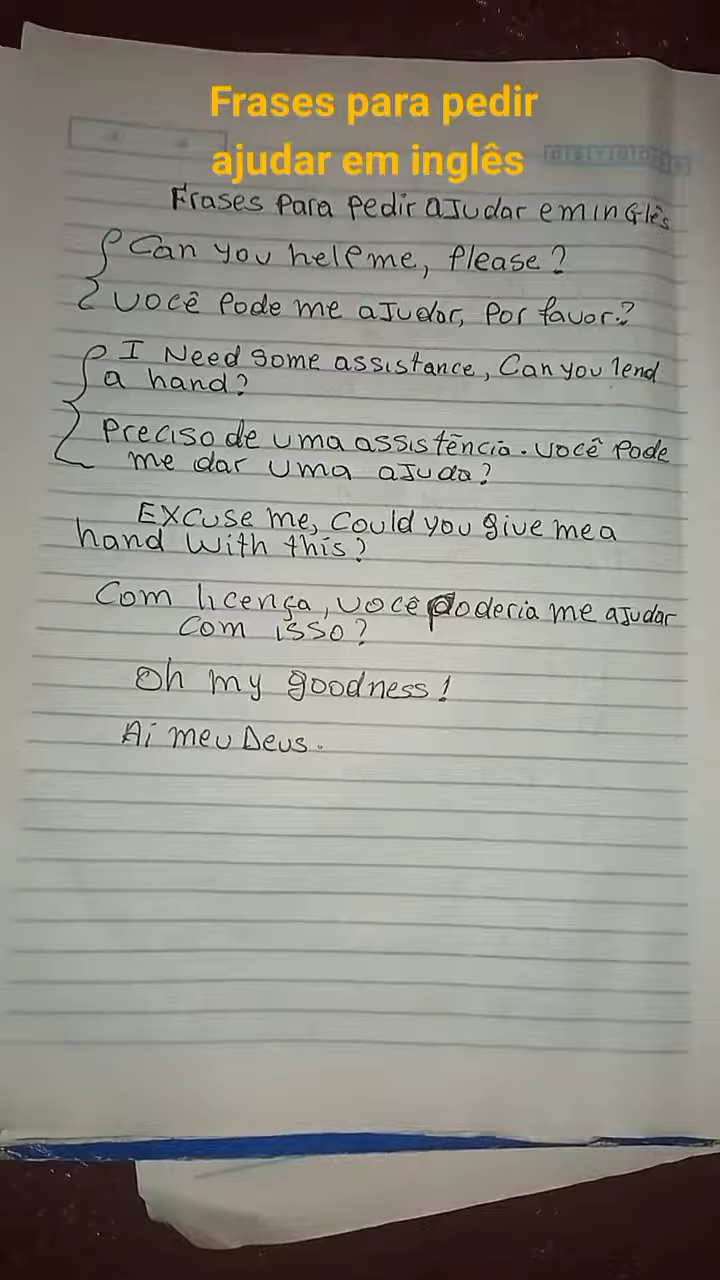 Frases para pedir
ajudar em inglês
Frases para pedir ajudar em inglês
Can you help me, please?
você pode me ajudar, por favor.?
I Need some assistance, Can you lend
a hand?
Preciso de uma assistência. você pode
me dar uma ajuda?
Excuse me, Could you give me a
hand with this?
Com licença, você poderia me ajudar
com isso?
Oh my goodness!
Ai meu Deus.